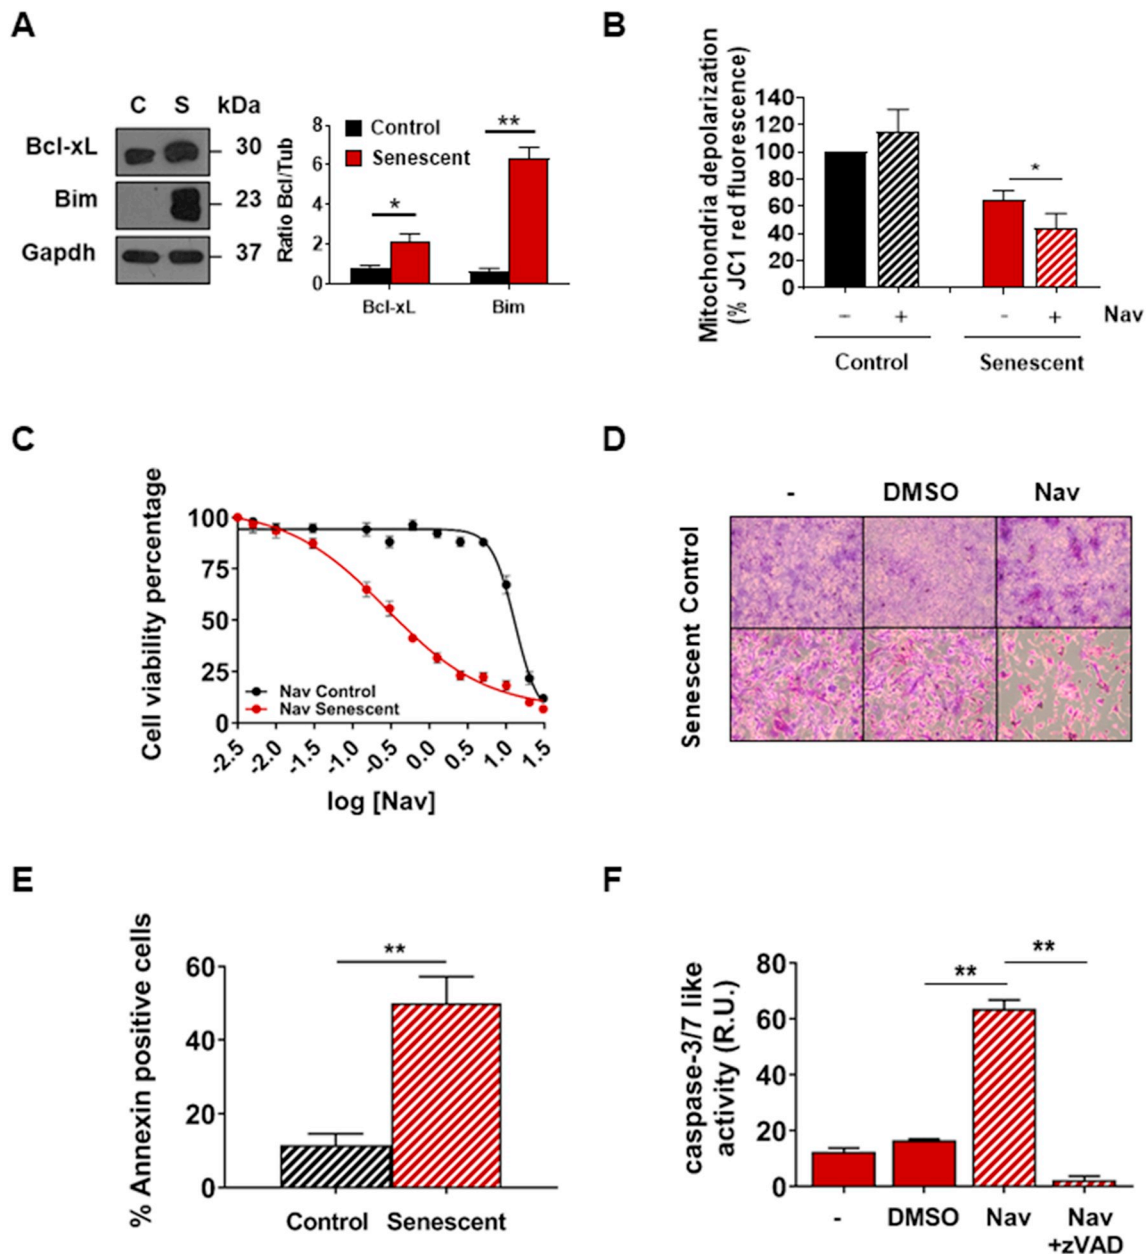 A
C S kDa
Bcl-xL 30
Bim 23
Gapdh 37
Ratio Bcl/Tub
8
6
4
2
0
Control
Senescent
*
**
Bcl-xL Bim
B
Mitochondria depolarization
(% JC1 red fluorescence)
140
120
100
80
60
40
20
0
*
- + - + Nav
Control Senescent
C
Cell viability percentage
100
75
50
25
0
Nav Control
Nav Senescent
-2.5 -2.0 -1.5 -1.0 -0.5 0.0 0.5 1.0 1.5
log [Nav]
D
- DMSO Nav
Senescent Control
E
% Annexin positive cells
60
40
20
0
**
Control Senescent
F
caspase-3/7 like
activity (R.U.)
80
60
40
20
0
**
**
- DMSO Nav Nav
+zVAD